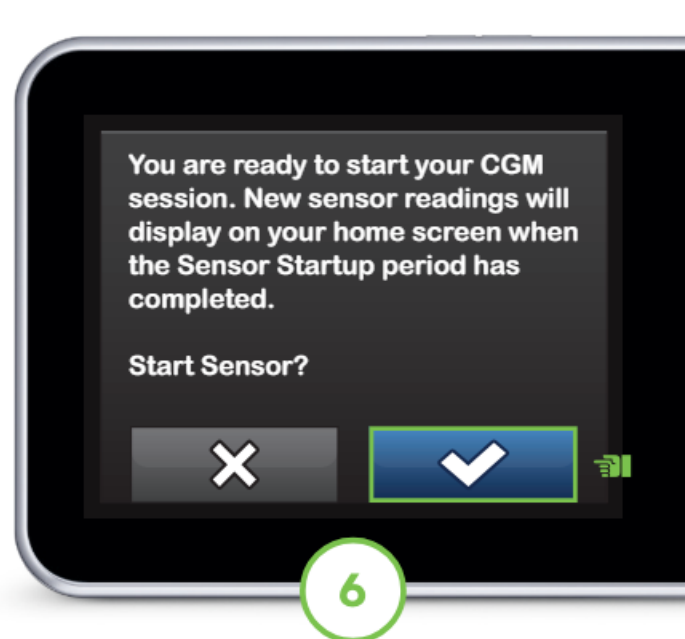 You are ready to start your CGM
session. New sensor readings will
display on your home screen when
the Sensor Startup period has
completed.
Start Sensor?
6